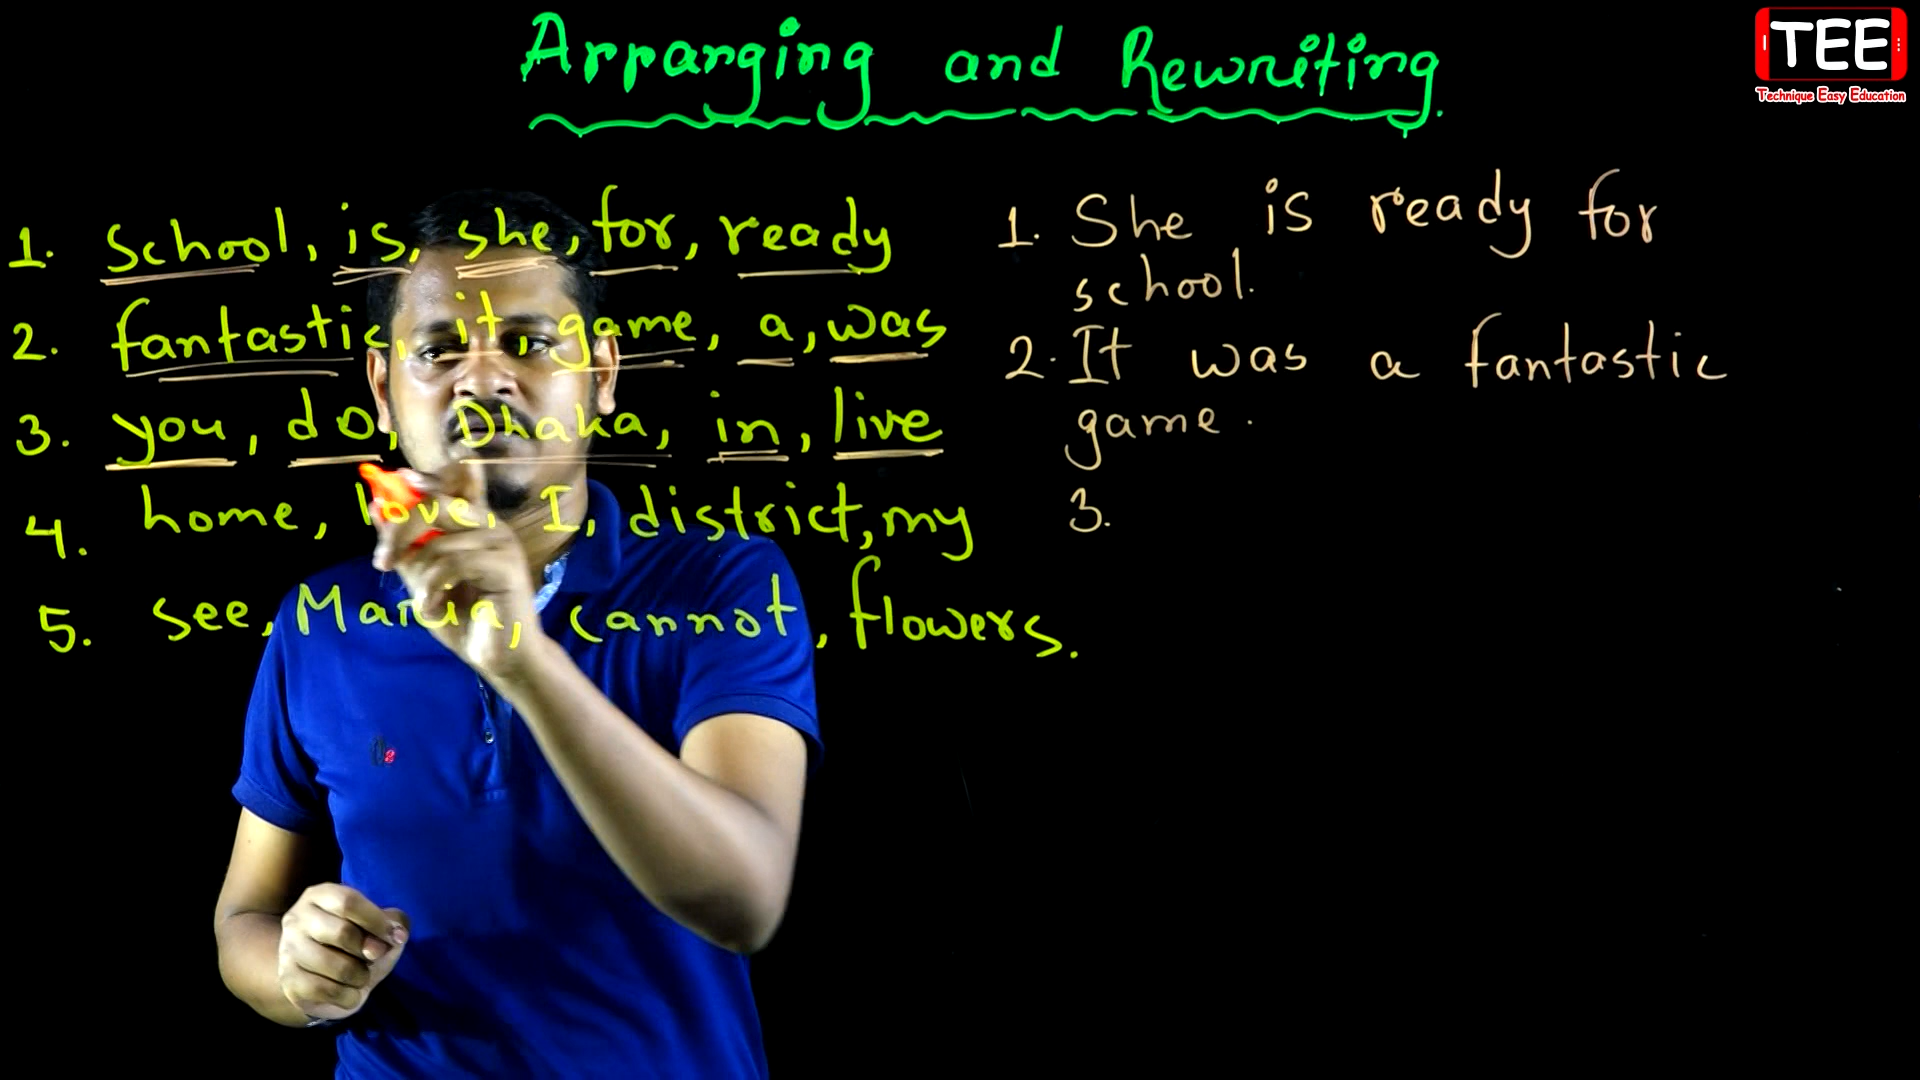 Arranging and Rewriting.
TEE
Technique Easy Education
1. School, is, she, for, ready
2. fantastic, it, game, a, was
3. you, do, Dhaka, in, live
4. home, love, I, district, my
5. see, Maria, cannot, flowers.
1. She is ready for
school.
2. It was a fantastic
game.
3.